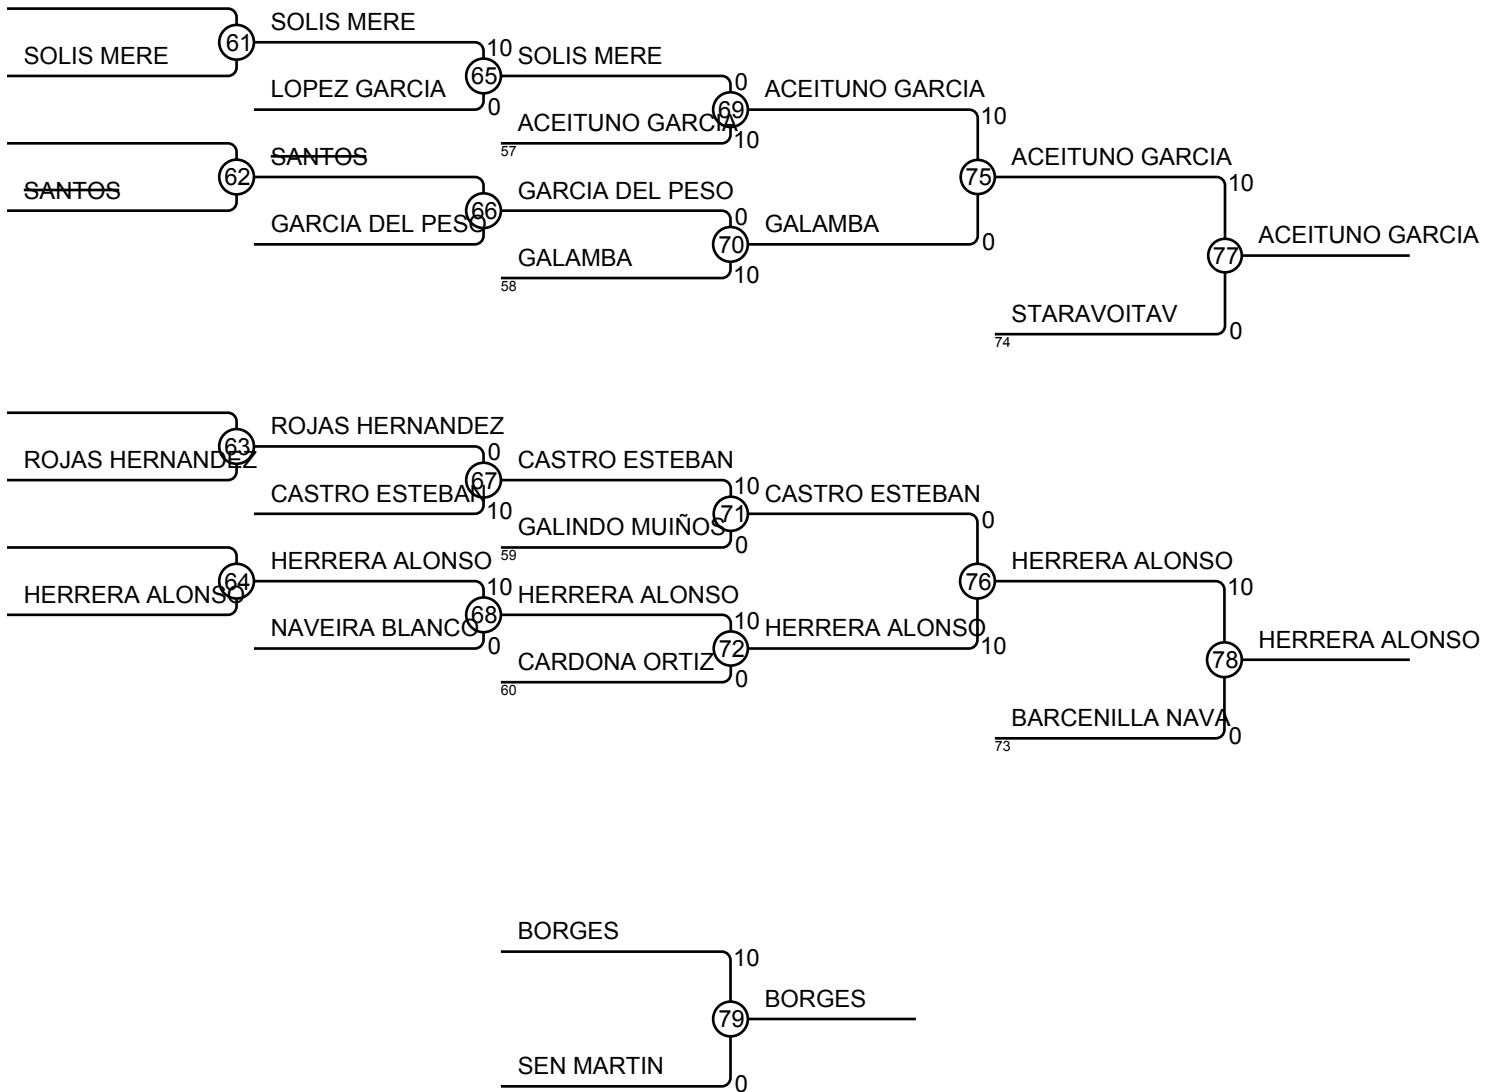 SOLIS MERE
61
SOLIS MERE
10
SOLIS MERE
65
LOPEZ GARCIA
0
0
ACEITUNO GARCIA
69
ACEITUNO GARCIA
57
10
10
SANTOS
62
SANTOS
ACEITUNO GARCIA
75
10
GARCIA DEL PESO
66
GARCIA DEL PESO
0
GALAMBA
70
0
GALAMBA
58
10
ACEITUNO GARCIA
77
STARAVOITAV
74
0
ROJAS HERNANDEZ
63
ROJAS HERNANDEZ
0
CASTRO ESTEBAN
67
CASTRO ESTEBAN
10
10
CASTRO ESTEBAN
71
GALINDO MUIÑOS
59
0
0
HERRERA ALONSO
64
HERRERA ALONSO
10
HERRERA ALONSO
76
10
HERRERA ALONSO
68
NAVEIRA BLANCO
0
10
HERRERA ALONSO
72
10
CARDONA ORTIZ
60
0
HERRERA ALONSO
78
BARCENILLA NAVA
73
0
BORGES
10
BORGES
79
SEN MARTIN
0